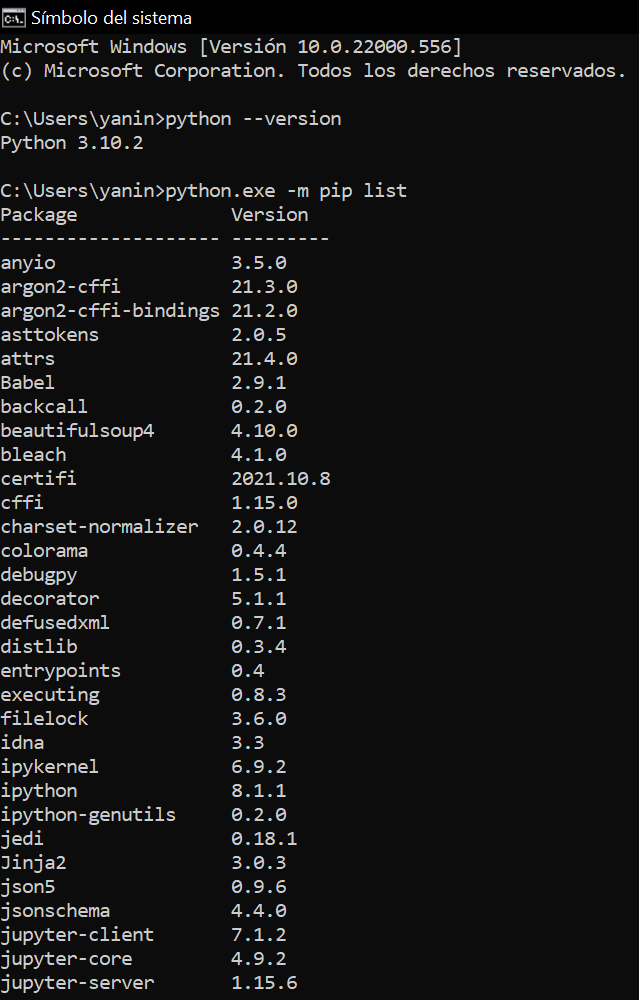 Símbolo del sistema
Microsoft Windows [Versión 10.0.22000.556]
(c) Microsoft Corporation. Todos los derechos reservados.
C:\Users\yanin>python --version
Python 3.10.2
C:\Users\yanin>python.exe -m pip list
Package Version
-------------------- ---------
anyio 3.5.0
argon2-cffi 21.3.0
argon2-cffi-bindings 21.2.0
asttokens 2.0.5
attrs 21.4.0
Babel 2.9.1
backcall 0.2.0
beautifulsoup4 4.10.0
bleach 4.1.0
certifi 2021.10.8
cffi 1.15.0
charset-normalizer 2.0.12
colorama 0.4.4
debugpy 1.5.1
decorator 5.1.1
defusedxml 0.7.1
distlib 0.3.4
entrypoints 0.4
executing 0.8.3
filelock 3.6.0
idna 3.3
ipykernel 6.9.2
ipython 8.1.1
ipython-genutils 0.2.0
jedi 0.18.1
Jinja2 3.0.3
json5 0.9.6
jsonschema 4.4.0
jupyter-client 7.1.2
jupyter-core 4.9.2
jupyter-server 1.15.6